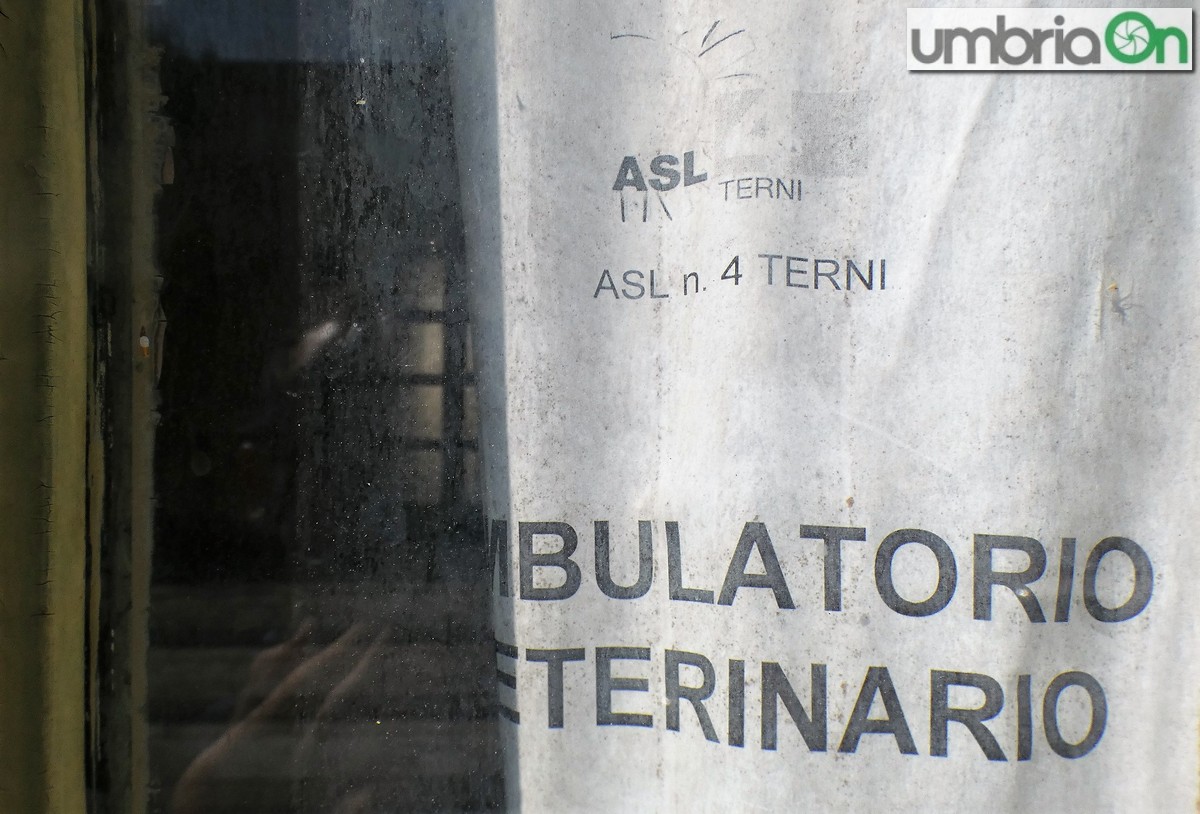 umbriaOn
ASL TERNI
ASL n. 4 TERNI
MBULATORIO
ETERINARIO